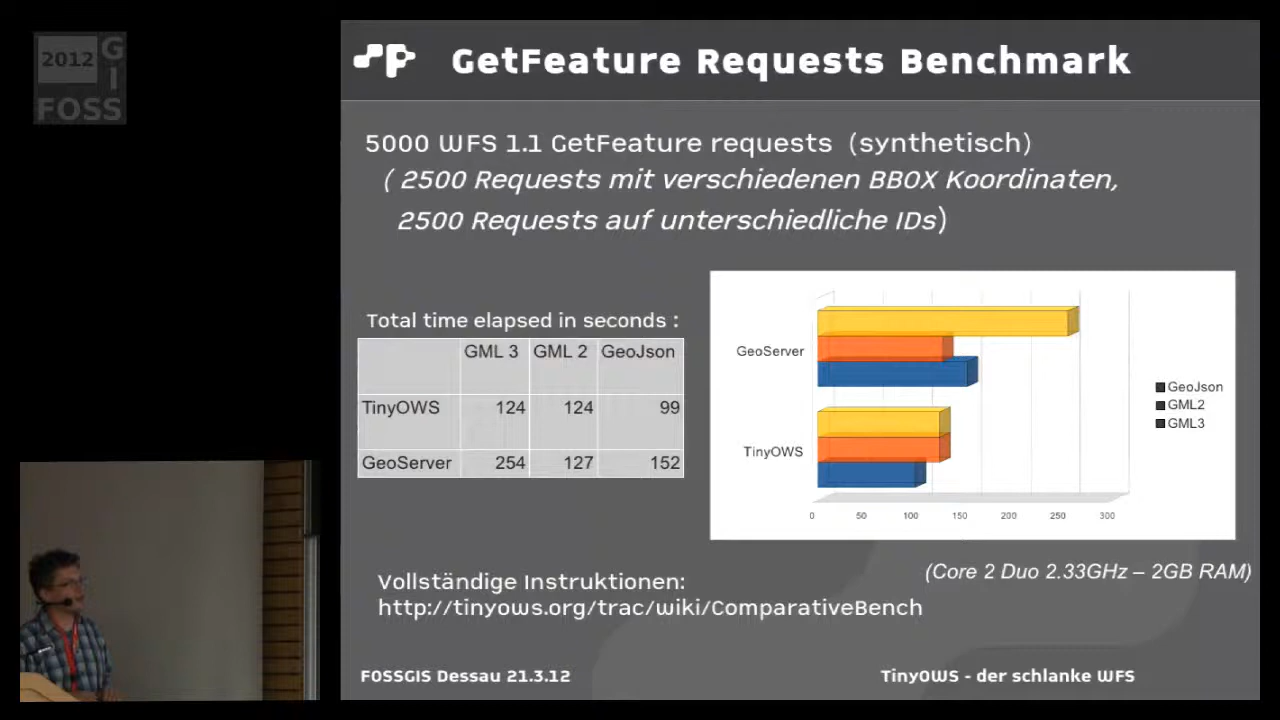 2012
GI
FOSS
GetFeature Requests Benchmark
5000 WFS 1.1 GetFeature requests (synthetisch)
( 2500 Requests mit verschiedenen BBOX Koordinaten,
2500 Requests auf unterschiedliche IDs)
Total time elapsed in seconds :
GML 3 GML 2 GeoJson
TinyOWS 124 124 99
GeoServer 254 127 152
GeoServer
TinyOWS
0 50 100 150 200 250 300
GeoJson
GML2
GML3
(Core 2 Duo 2.33GHz – 2GB RAM)
Vollständige Instruktionen:
http://tinyows.org/trac/wiki/ComparativeBench
FOSSGIS Dessau 21.3.12
TinyOWS - der schlanke WFS